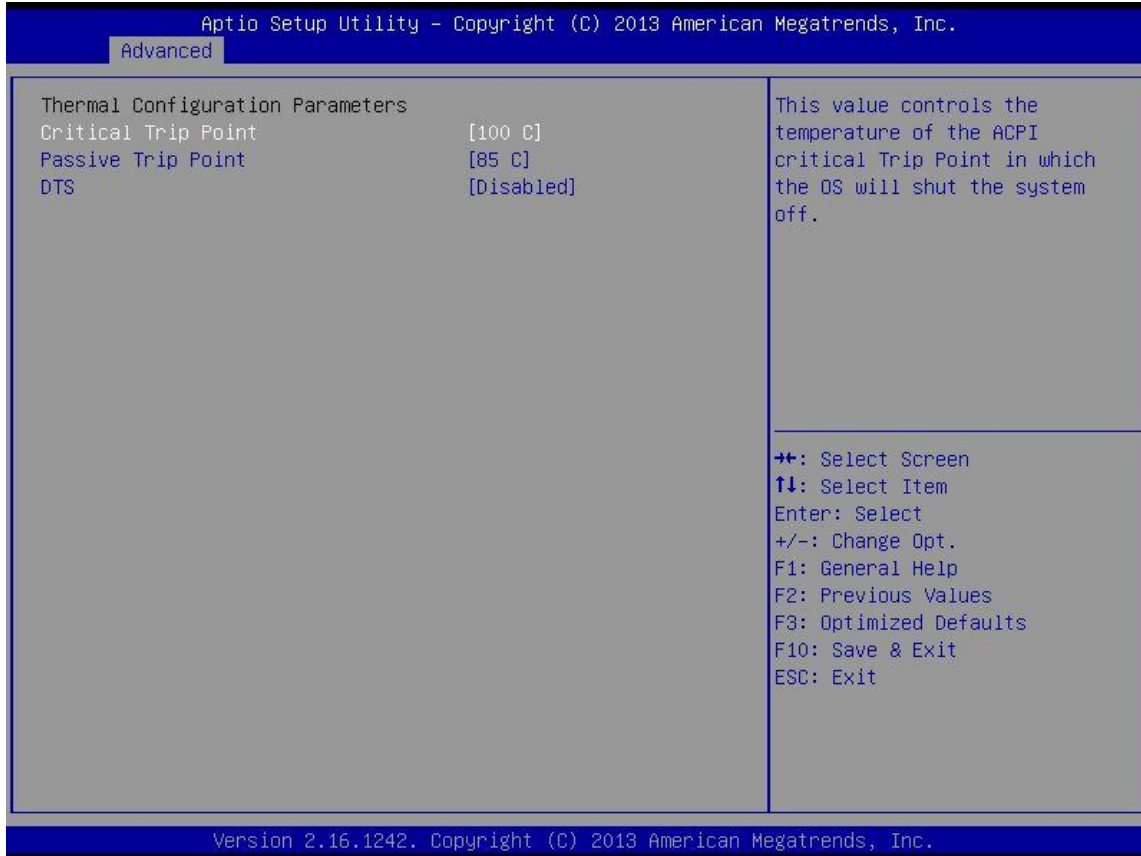 Aptio Setup Utility – Copyright (C) 2013 American Megatrends, Inc.
Advanced
Thermal Configuration Parameters
Critical Trip Point [100 C]
Passive Trip Point [85 C]
DTS [Disabled]
This value controls the
temperature of the ACPI
critical Trip Point in which
the OS will shut the system
off.
→←: Select Screen
↑↓: Select Item
Enter: Select
+/-: Change Opt.
F1: General Help
F2: Previous Values
F3: Optimized Defaults
F10: Save & Exit
ESC: Exit
Version 2.16.1242. Copyright (C) 2013 American Megatrends, Inc.